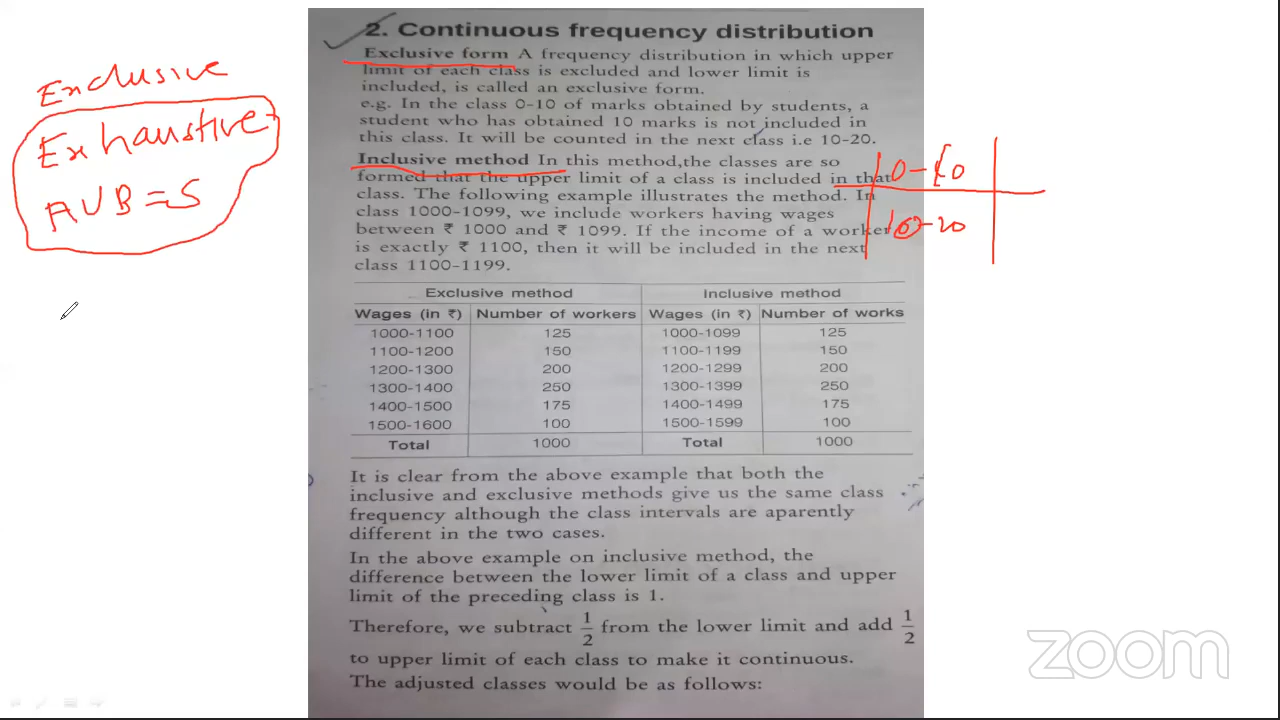 2. Continuous frequency distribution
Exclusive form A frequency distribution in which upper
limit of each class is excluded and lower limit is
included, is called an exclusive form.
e.g. In the class 0-10 of marks obtained by students, a
student who has obtained 10 marks is not included in
this class. It will be counted in the next class i.e 10-20.
Inclusive method In this method,the classes are so
formed that the upper limit of a class is included in that
class. The following example illustrates the method. In
class 1000-1099, we include workers having wages
between ₹ 1000 and ₹ 1099. If the income of a worker
is exactly ₹ 1100, then it will be included in the next
class 1100-1199.
Exclusive method Inclusive method
Wages (in ₹) Number of workers Wages (in ₹) Number of works
1000-1100 125 1000-1099 125
1100-1200 150 1100-1199 150
1200-1300 200 1200-1299 200
1300-1400 250 1300-1399 250
1400-1500 175 1400-1499 175
1500-1600 100 1500-1599 100
Total 1000 Total 1000
It is clear from the above example that both the
inclusive and exclusive methods give us the same class
frequency although the class intervals are aparently
different in the two cases.
In the above example on inclusive method, the
difference between the lower limit of a class and upper
limit of the preceding class is 1.
Therefore, we subtract 1/2 from the lower limit and add 1/2
to upper limit of each class to make it continuous.
The adjusted classes would be as follows:
Exclusive
Exhaustive
AUB=S
0-10
10-20
zoom